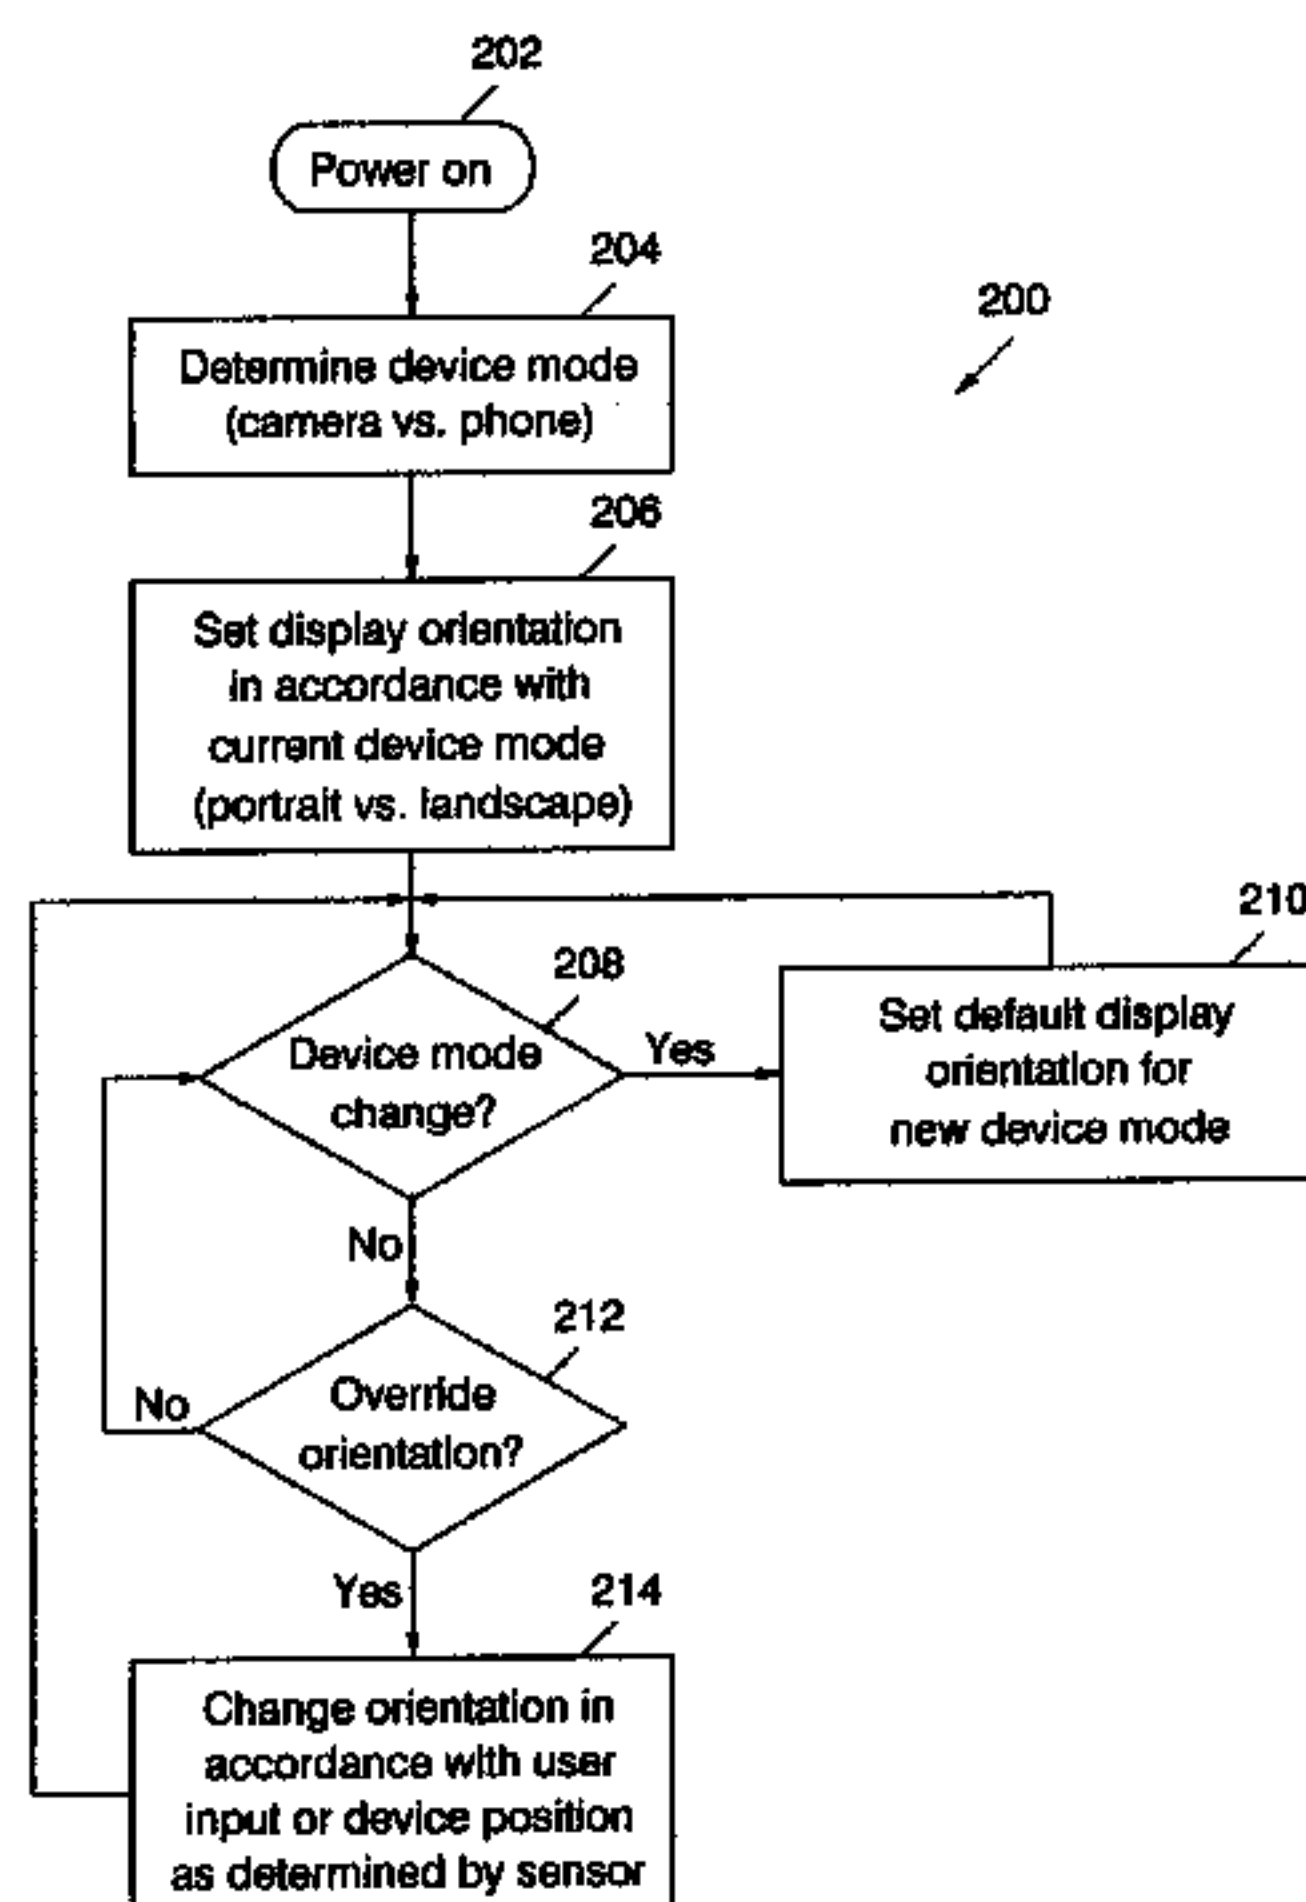 202
Power on
204
200
Determine device mode
(camera vs. phone)
206
Set display orientation
in accordance with
current device mode
(portrait vs. landscape)
210
208
Device mode
change?
Yes
Set default display
orientation for
new device mode
No
212
Override
orientation?
No
Yes
214
Change orientation in
accordance with user
input or device position
as determined by sensor